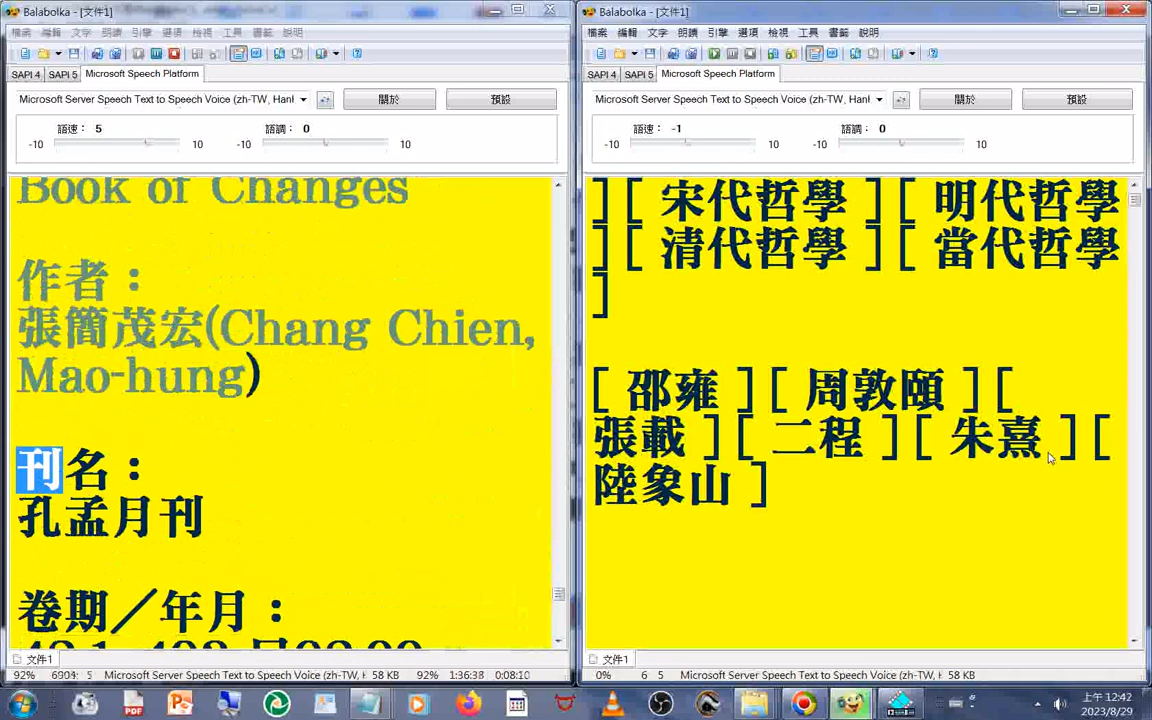 Balabolka - [文件1]
檔案 編輯 文字 朗讀 引擎 選項 檢視 工具 書籤 說明
SAPI 4 SAPI 5 Microsoft Speech Platform
Microsoft Server Speech Text to Speech Voice (zh-TW, Hanl
關於
預設
語速： 5
語調： 0
-10 10 -10 10
Book of Changes
作者：
張簡茂宏(Chang Chien,
Mao-hung)
刊名：
孔孟月刊
卷期／年月：
文件1
92% 6904: 5 Microsoft Server Speech Text to Speech Voice (zh-TW, H 58 KB 92% 1:36:38 0:08:10
Balabolka - [文件1]
檔案 編輯 文字 朗讀 引擎 選項 檢視 工具 書籤 說明
SAPI 4 SAPI 5 Microsoft Speech Platform
Microsoft Server Speech Text to Speech Voice (zh-TW, Hanl
關於
預設
語速： -1
語調： 0
-10 10 -10 10
][ 宋代哲學 ][ 明代哲學
][ 清代哲學 ][ 當代哲學
]
[ 邵雍 ][ 周敦頤 ][
張載 ][ 二程 ][ 朱熹 ][
陸象山 ]
文件1
0% 6 5 Microsoft Server Speech Text to Speech Voice (zh-TW, H 58 KB
PDF
上午 12:42
2023/8/29